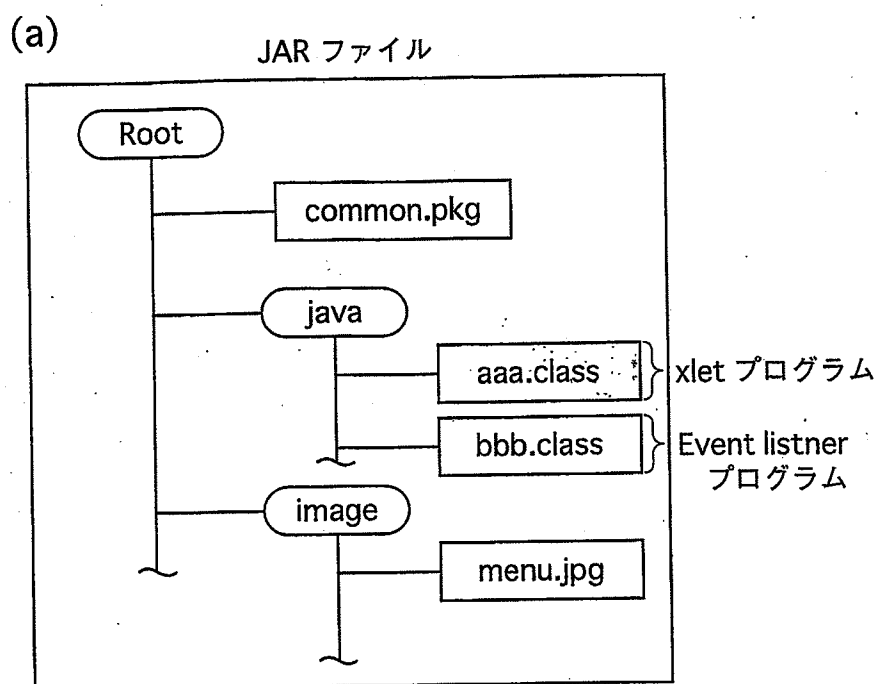 (a)
JAR ファイル
Root
common.pkg
java
aaa.class
xlet プログラム
bbb.class
Event listner
プログラム
image
menu.jpg